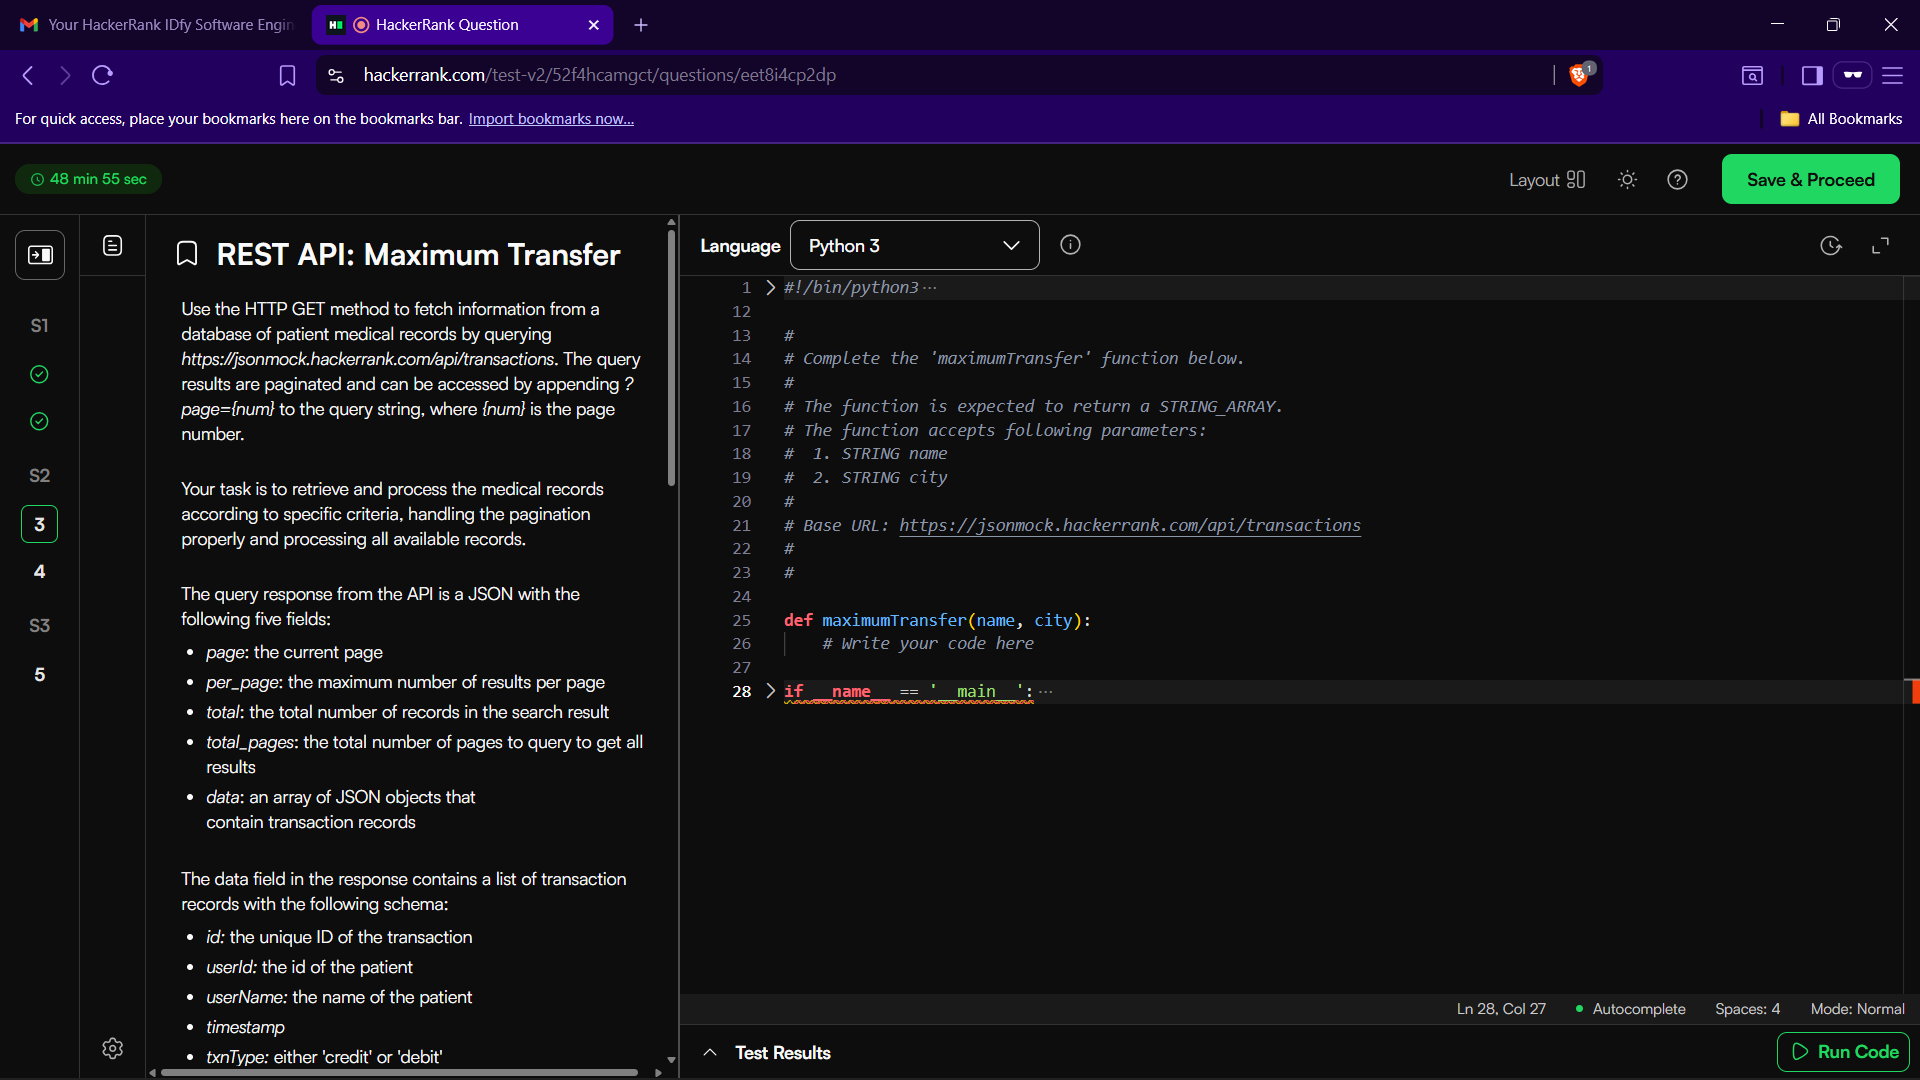 Your HackerRank IDfy Software Engin
HackerRank Question
hackerrank.com/test-v2/52f4hcamgct/questions/eet8i4cp2dp
1
For quick access, place your bookmarks here on the bookmarks bar. Import bookmarks now...
All Bookmarks
48 min 55 sec
Layout
Save & Proceed
S1
S2
3
4
S3
5
REST API: Maximum Transfer
Use the HTTP GET method to fetch information from a
database of patient medical records by querying
https://jsonmock.hackerrank.com/api/transactions. The query
results are paginated and can be accessed by appending ?
page={num} to the query string, where {num} is the page
number.
Your task is to retrieve and process the medical records
according to specific criteria, handling the pagination
properly and processing all available records.
The query response from the API is a JSON with the
following five fields:
• page: the current page
• per_page: the maximum number of results per page
• total: the total number of records in the search result
• total_pages: the total number of pages to query to get all
results
• data: an array of JSON objects that
contain transaction records
The data field in the response contains a list of transaction
records with the following schema:
• id: the unique ID of the transaction
• userId: the id of the patient
• userName: the name of the patient
• timestamp
• txnType: either 'credit' or 'debit'
Language
Python 3
1 #!/bin/python3···
12
13 #
14 # Complete the 'maximumTransfer' function below.
15 #
16 # The function is expected to return a STRING_ARRAY.
17 # The function accepts following parameters:
18 #  1. STRING name
19 #  2. STRING city
20 #
21 # Base URL: https://jsonmock.hackerrank.com/api/transactions
22 #
23 #
24
25 def maximumTransfer(name, city):
26     # Write your code here
27
28 if __name__ == '__main__':···
Ln 28, Col 27
Autocomplete
Spaces: 4
Mode: Normal
Test Results
Run Code